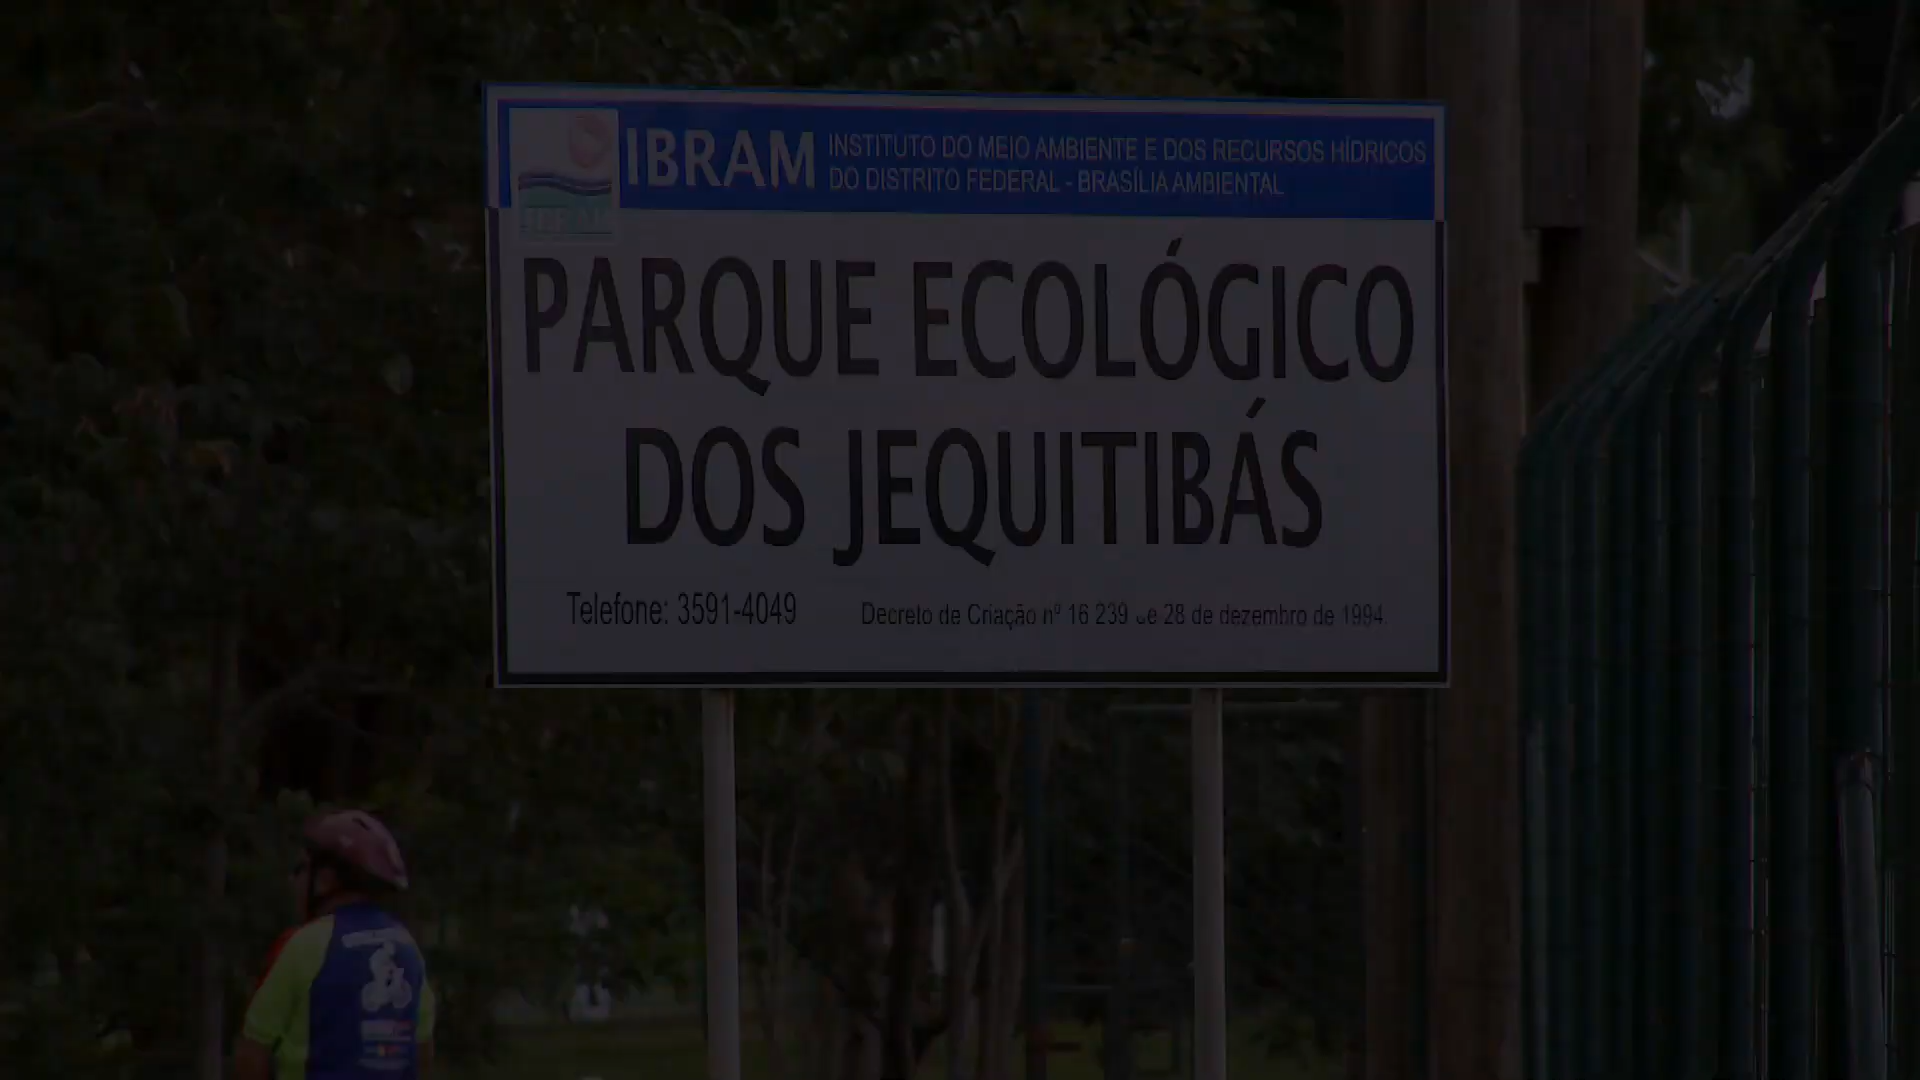 IBRAM
INSTITUTO DO MEIO AMBIENTE E DOS RECURSOS HÍDRICOS
DO DISTRITO FEDERAL - BRASÍLIA AMBIENTAL
IBRAM
PARQUE ECOLÓGICO
DOS JEQUITIBÁS
Telefone: 3591-4049
Decreto de Criação nº 16 239 de 28 de dezembro de 1994.